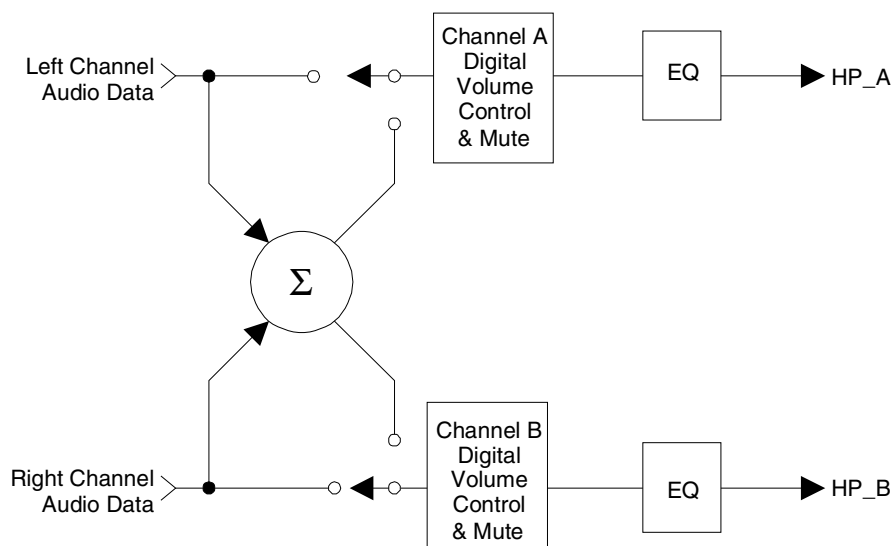 Left Channel
Audio Data
Channel A
Digital
Volume
Control
& Mute
EQ
HP_A
Σ
Right Channel
Audio Data
Channel B
Digital
Volume
Control
& Mute
EQ
HP_B